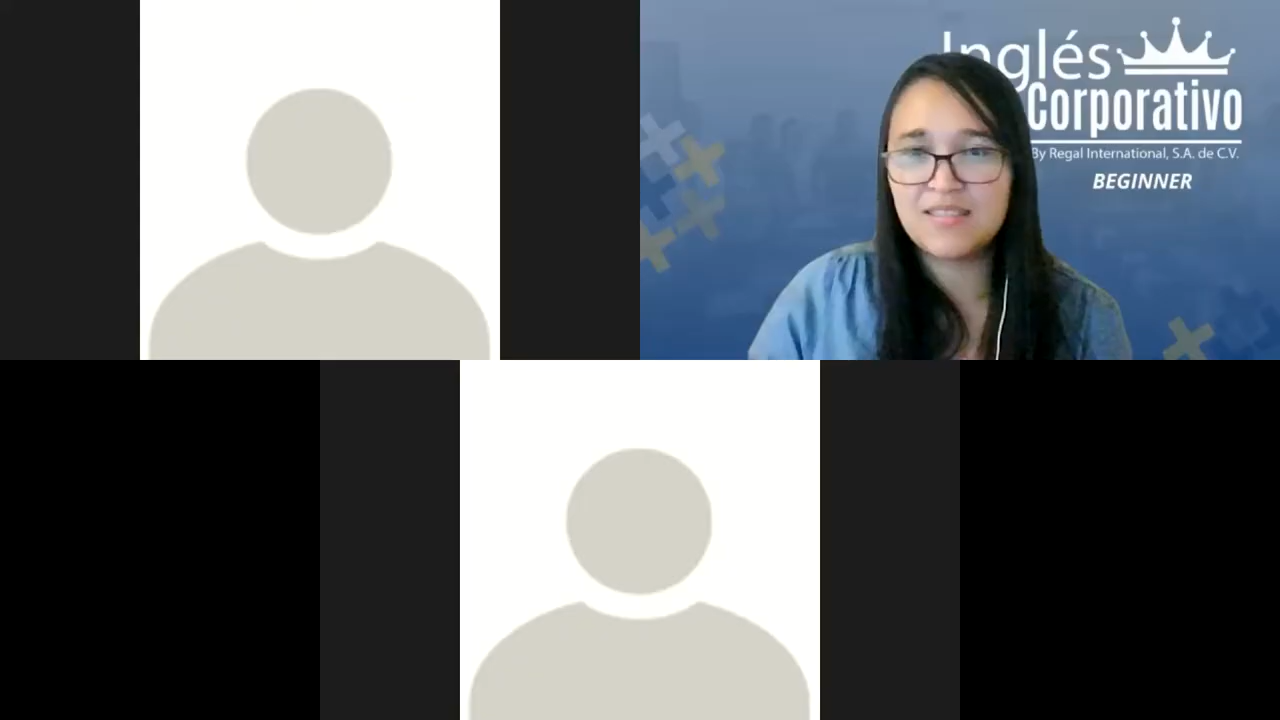 Inglés
Corporativo
By Regal International, S.A. de C.V.
BEGINNER